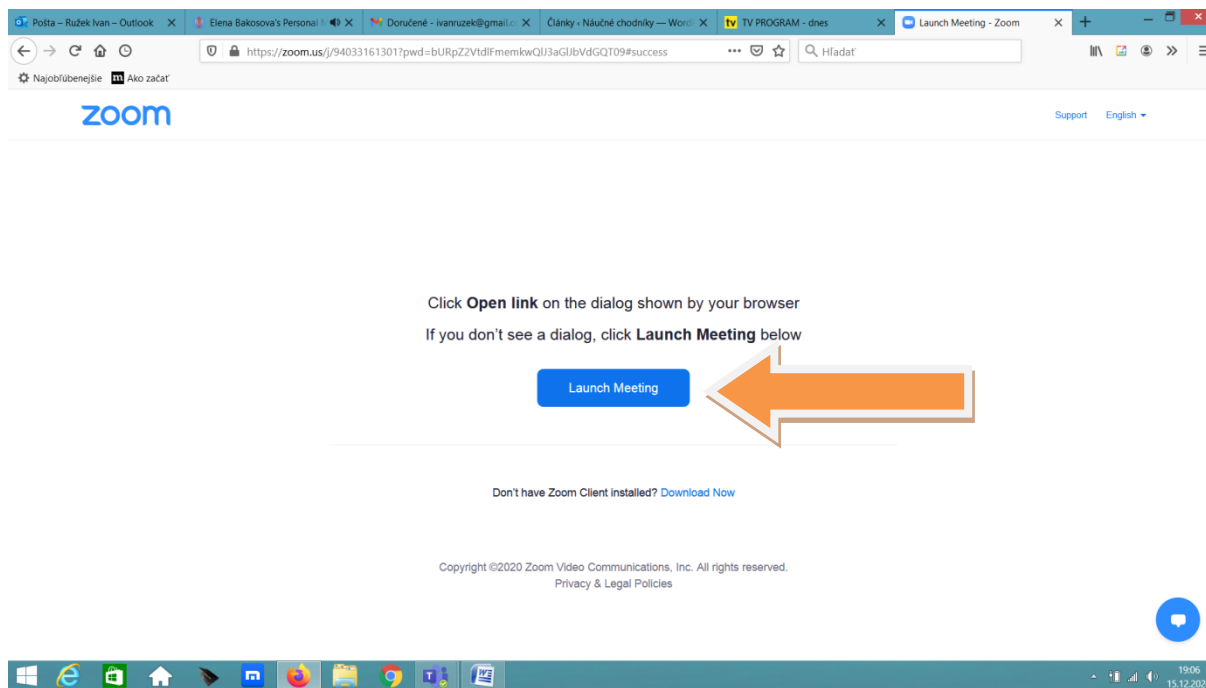 Pošta – Ružek Ivan – Outlook
Elena Bakosova's Personal
Doručené - ivanruzek@gmail.c
Články ‹ Náučné chodníky — Word
tv TV PROGRAM - dnes
Launch Meeting - Zoom
https://zoom.us/j/94033161301?pwd=bURpZ2VtdlFmemkwQlJ3aGlJbVdGQT09#success
Hľadať
Najobľúbenejšie
m Ako začať
zoom
Support
English
Click Open link on the dialog shown by your browser
If you don't see a dialog, click Launch Meeting below
Launch Meeting
Don't have Zoom Client installed? Download Now
Copyright ©2020 Zoom Video Communications, Inc. All rights reserved.
Privacy & Legal Policies
19:06
15.12.202